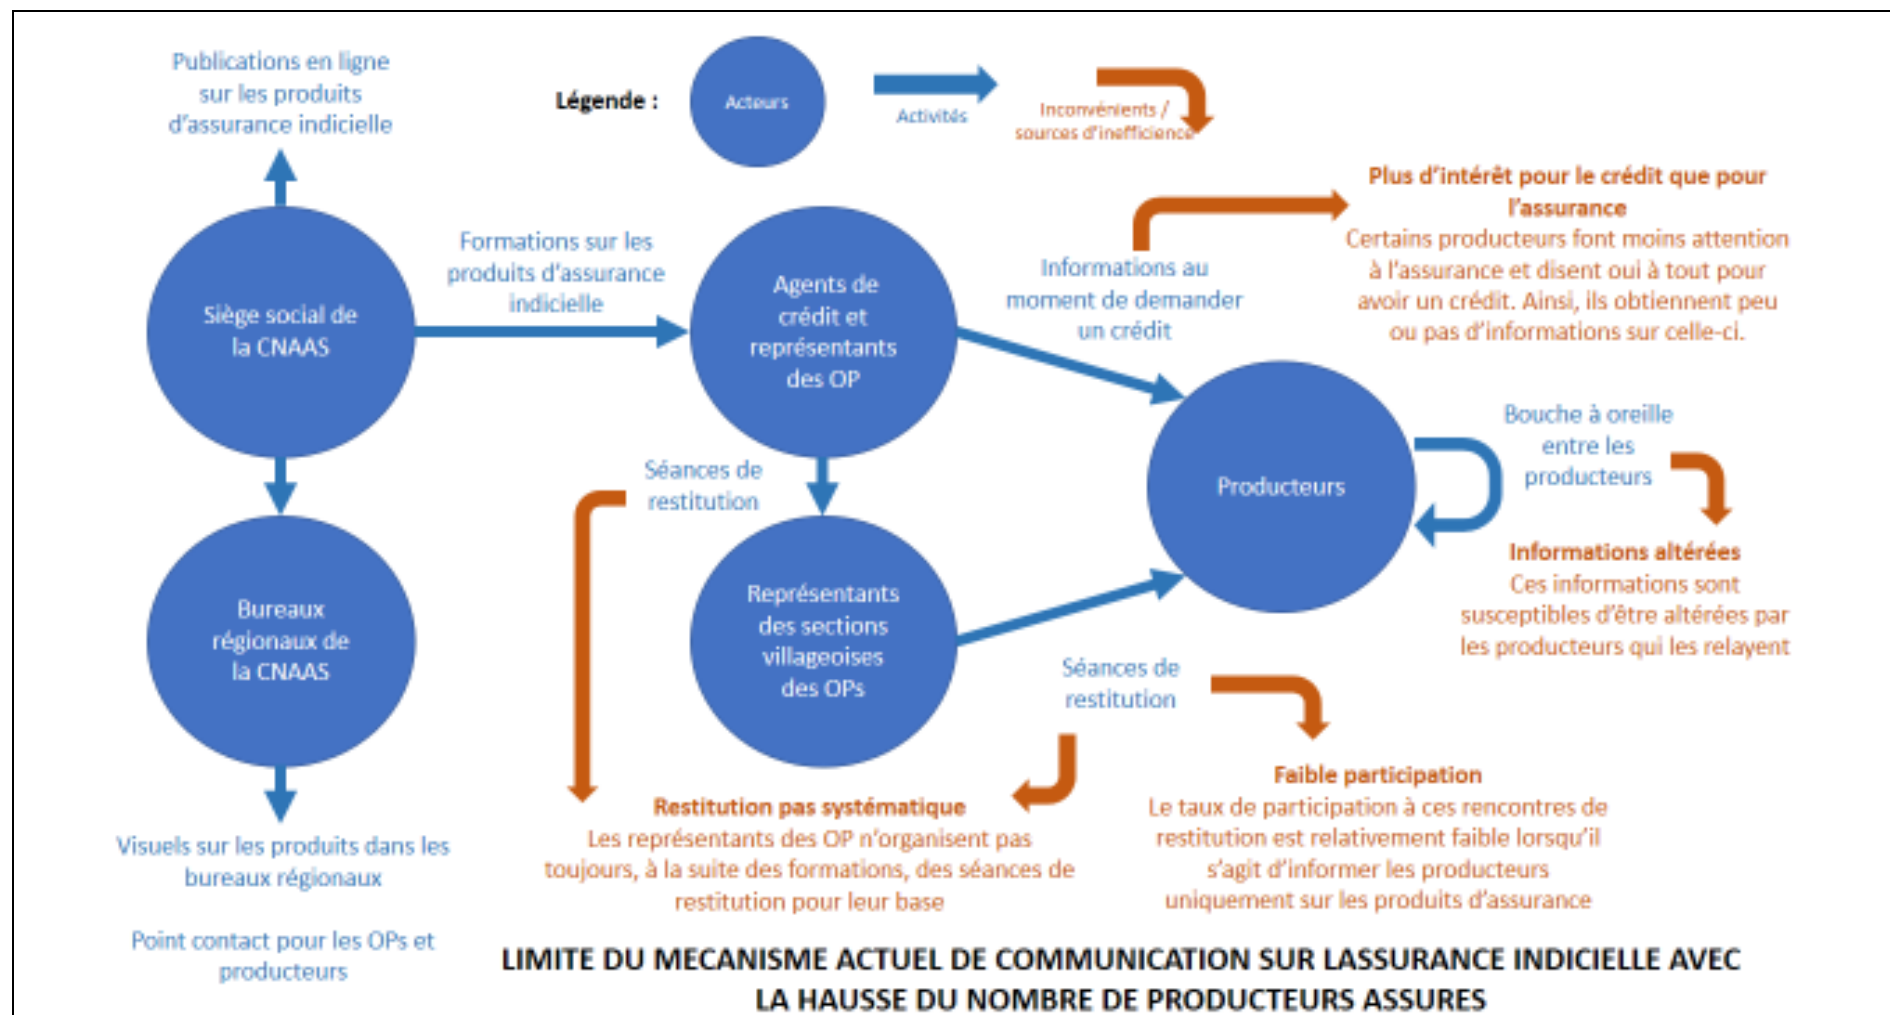 Publications en ligne
sur les produits
d'assurance indicielle
Légende :
Acteurs
Activités
Inconvénients /
sources d'inefficience
Siège social de
la CNAAS
Formations sur les
produits d'assurance
indicielle
Agents de
crédit et
représentants
des OP
Informations au
moment de demander
un crédit
Plus d'intérêt pour le crédit que pour
l'assurance
Certains producteurs font moins attention
à l'assurance et disent oui à tout pour
avoir un crédit. Ainsi, ils obtiennent peu
ou pas d'informations sur celle-ci.
Producteurs
Bouche à oreille
entre les
producteurs
Informations altérées
Ces informations sont
susceptibles d'être altérées par
les producteurs qui les relayent
Séances de
restitution
Bureaux
régionaux de
la CNAAS
Représentants
des sections
villageoises
des OPs
Séances de
restitution
Restitution pas systématique
Les représentants des OP n'organisent pas
toujours, à la suite des formations, des séances de
restitution pour leur base
Faible participation
Le taux de participation à ces rencontres de
restitution est relativement faible lorsqu'il
s'agit d'informer les producteurs
uniquement sur les produits d'assurance
Visuels sur les produits dans les
bureaux régionaux
Point contact pour les OPs et
producteurs
LIMITE DU MECANISME ACTUEL DE COMMUNICATION SUR LASSURANCE INDICIELLE AVEC
LA HAUSSE DU NOMBRE DE PRODUCTEURS ASSURES